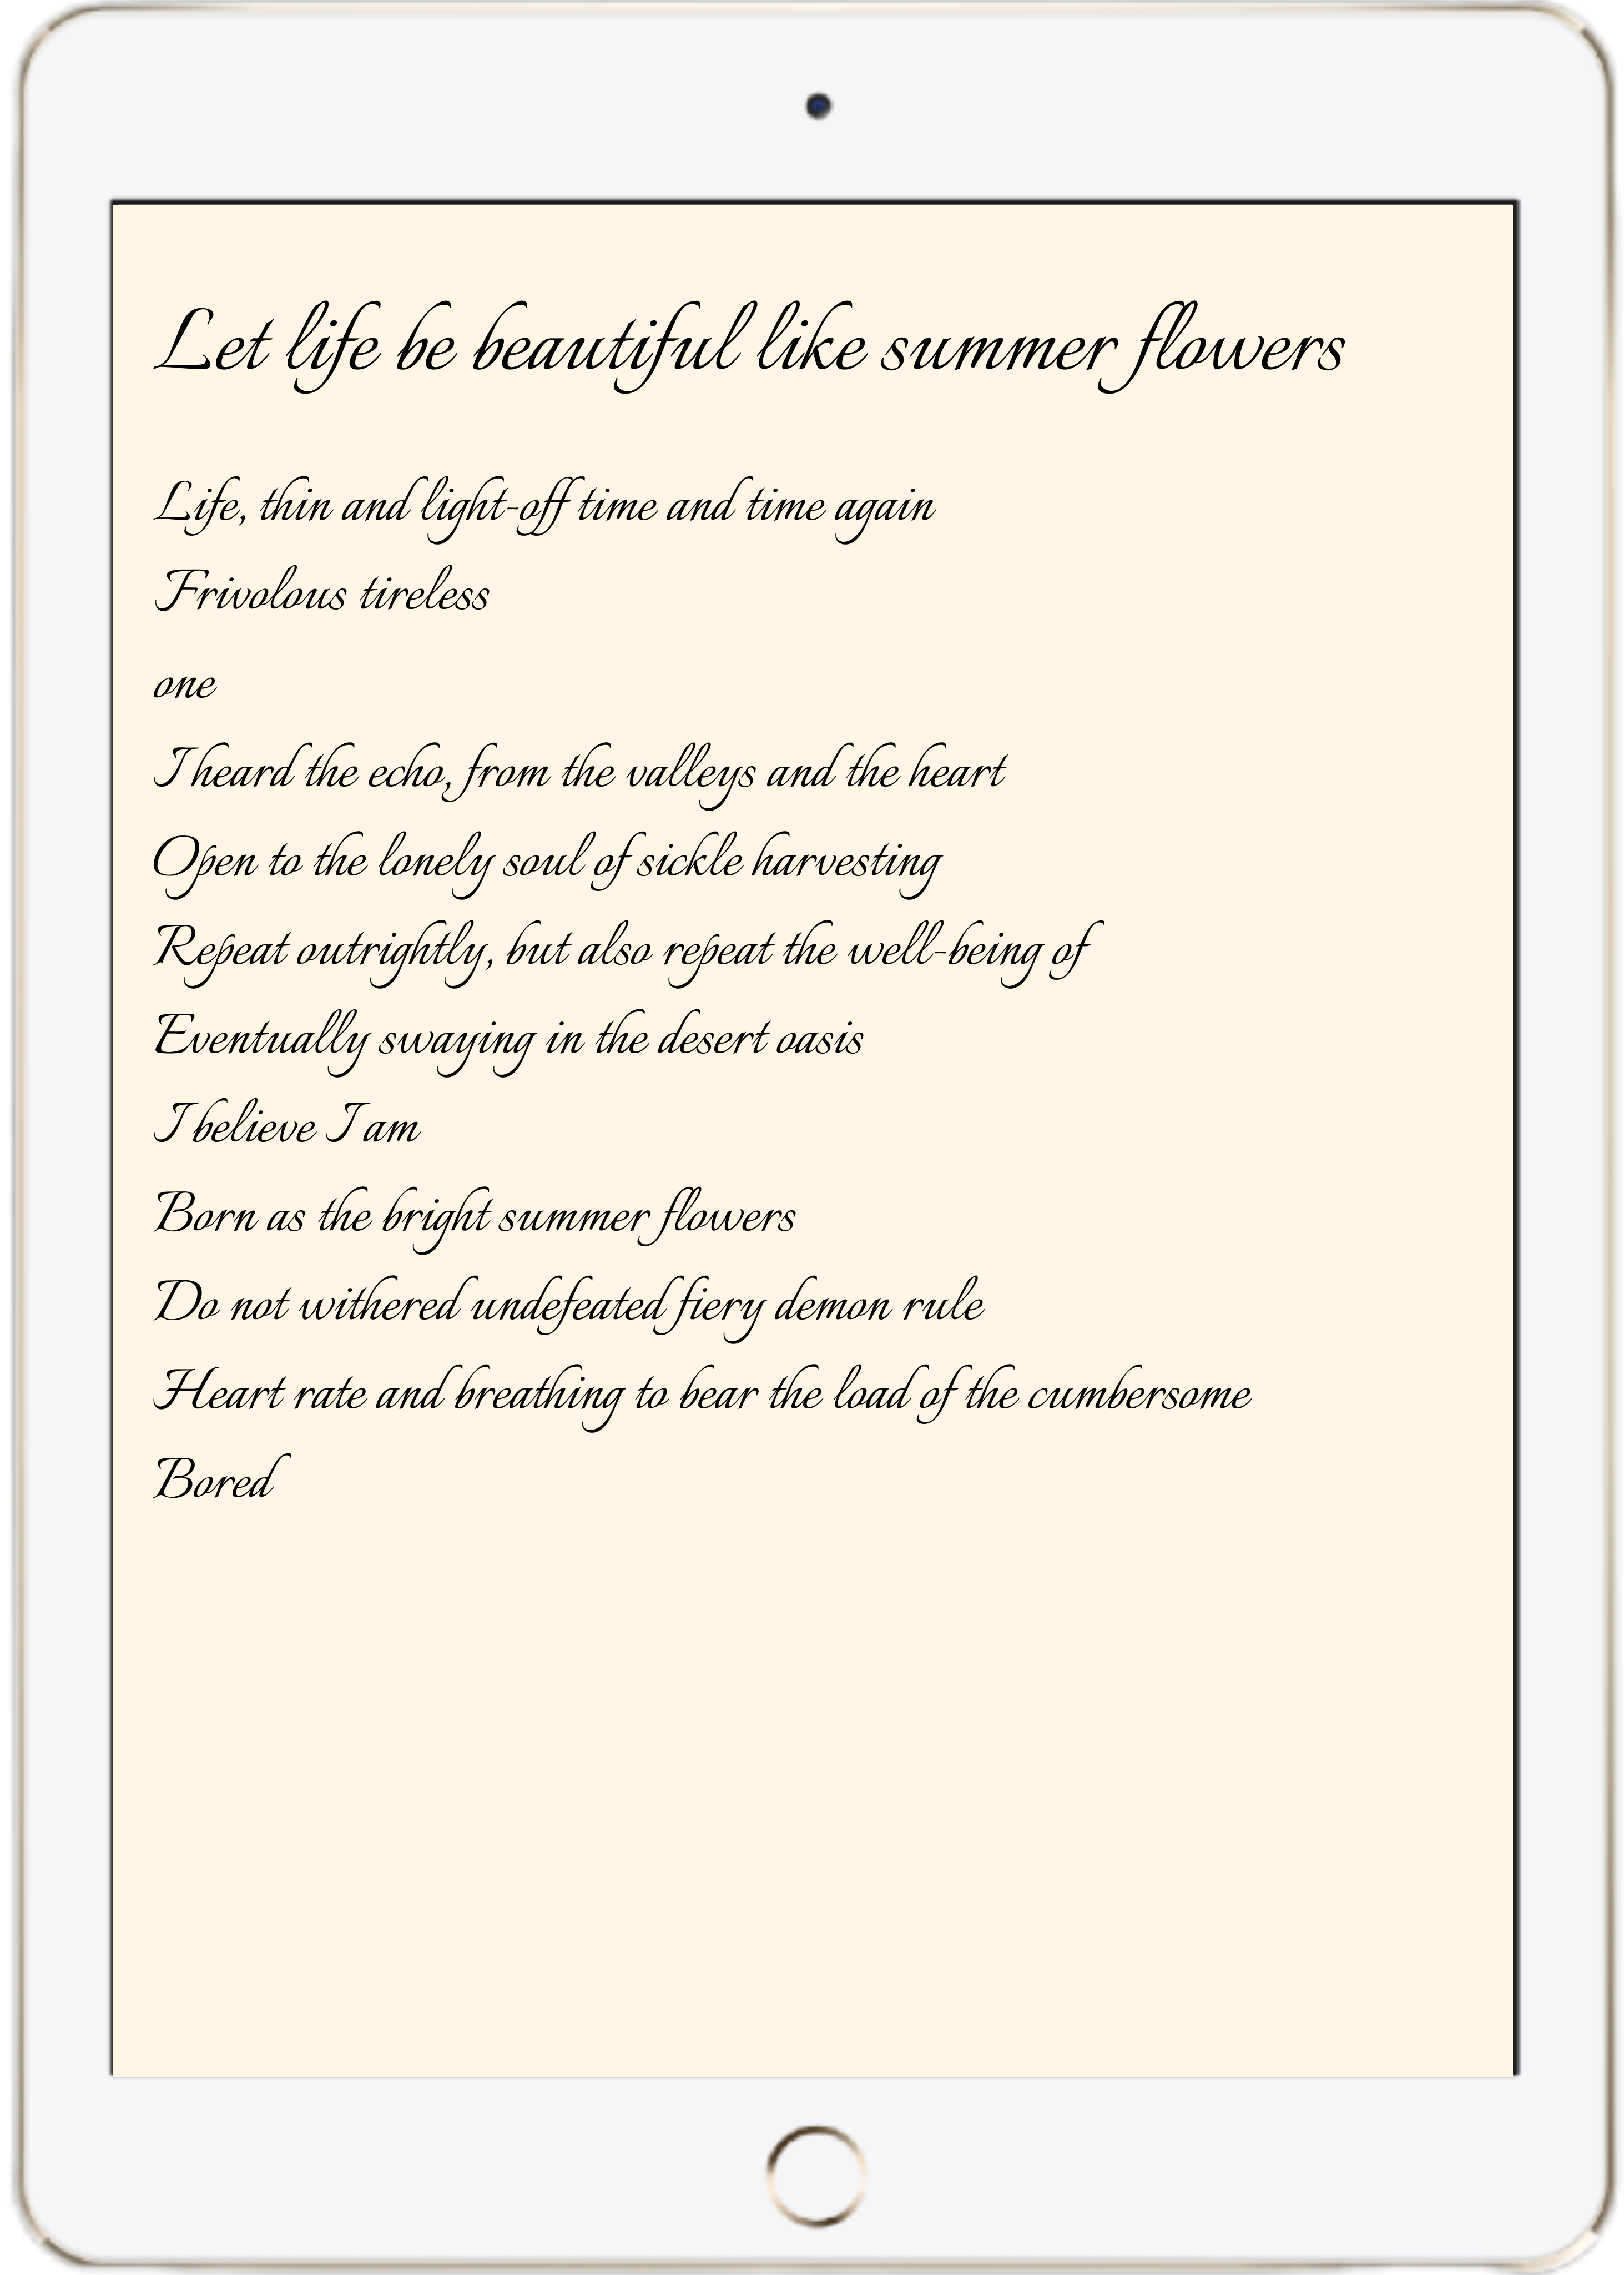 Let life be beautiful like summer flowers
Life, thin and light-off time and time again
Frivolous tireless
one
I heard the echo, from the valleys and the heart
Open to the lonely soul of sickle harvesting
Repeat outrightly, but also repeat the well-being of
Eventually swaying in the desert oasis
I believe I am
Born as the bright summer flowers
Do not withered undefeated fiery demon rule
Heart rate and breathing to bear the load of the cumbersome
Bored